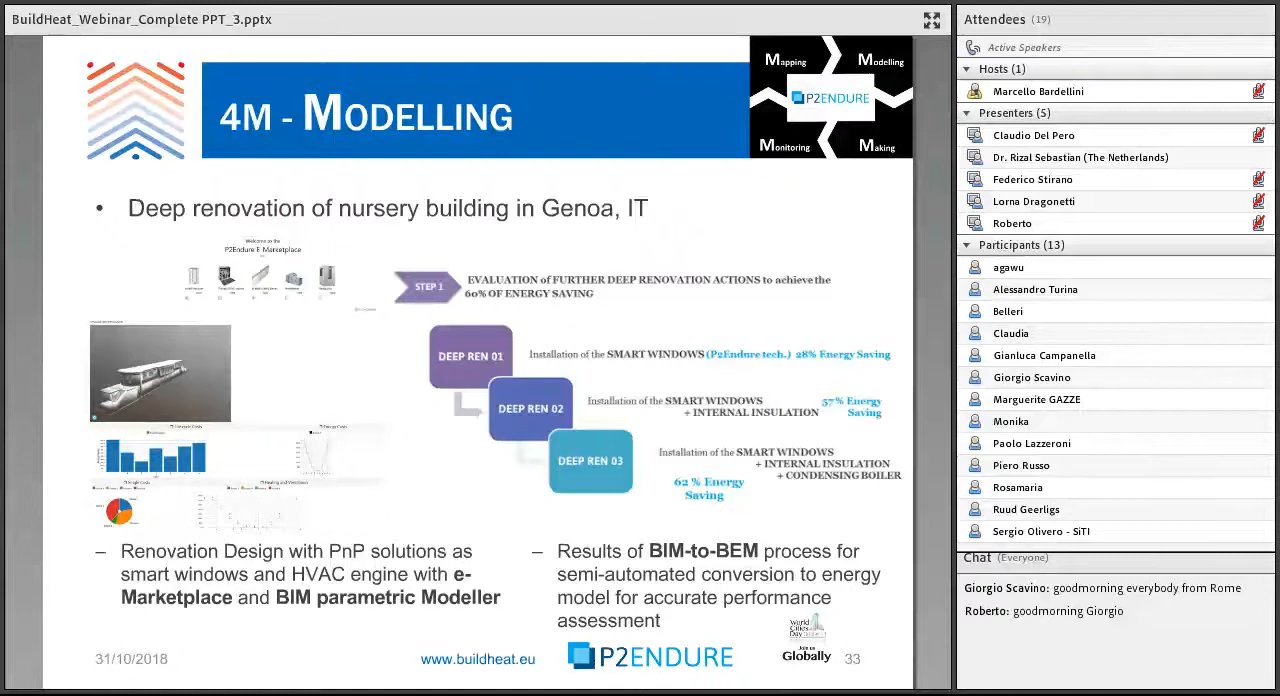 BuildHeat_Webinar_Complete PPT_3.pptx
4M - MODELLING
Mapping
Modelling
P2ENDURE
Monitoring
Making
• Deep renovation of nursery building in Genoa, IT
Welcome to the
P2Endure E-Marketplace
STEP 1
EVALUATION of FURTHER DEEP RENOVATION ACTIONS to achieve the
60% OF ENERGY SAVING
DEEP REN 01
Installation of the SMART WINDOWS (P2Endure tech.) 28% Energy Saving
DEEP REN 02
Installation of the SMART WINDOWS
+ INTERNAL INSULATION
57% Energy
Saving
DEEP REN 03
Installation of the SMART WINDOWS
+ INTERNAL INSULATION
+ CONDENSING BOILER
62 % Energy
Saving
– Renovation Design with PnP solutions as
smart windows and HVAC engine with e-
Marketplace and BIM parametric Modeller
– Results of BIM-to-BEM process for
semi-automated conversion to energy
model for accurate performance
assessment
31/10/2018
www.buildheat.eu
P2ENDURE
World
Cities
Day
Join us
Globally
33
Attendees (19)
Active Speakers
Hosts (1)
Marcello Bardellini
Presenters (5)
Claudio Del Pero
Dr. Rizal Sebastian (The Netherlands)
Federico Stirano
Lorna Dragonetti
Roberto
Participants (13)
agawu
Alessandro Turina
Belleri
Claudia
Gianluca Campanella
Giorgio Scavino
Marguerite GAZZE
Monika
Paolo Lazzeroni
Piero Russo
Rosamaria
Ruud Geerligs
Sergio Olivero - SiTI
Chat (Everyone)
Giorgio Scavino: goodmorning everybody from Rome
Roberto: goodmorning Giorgio